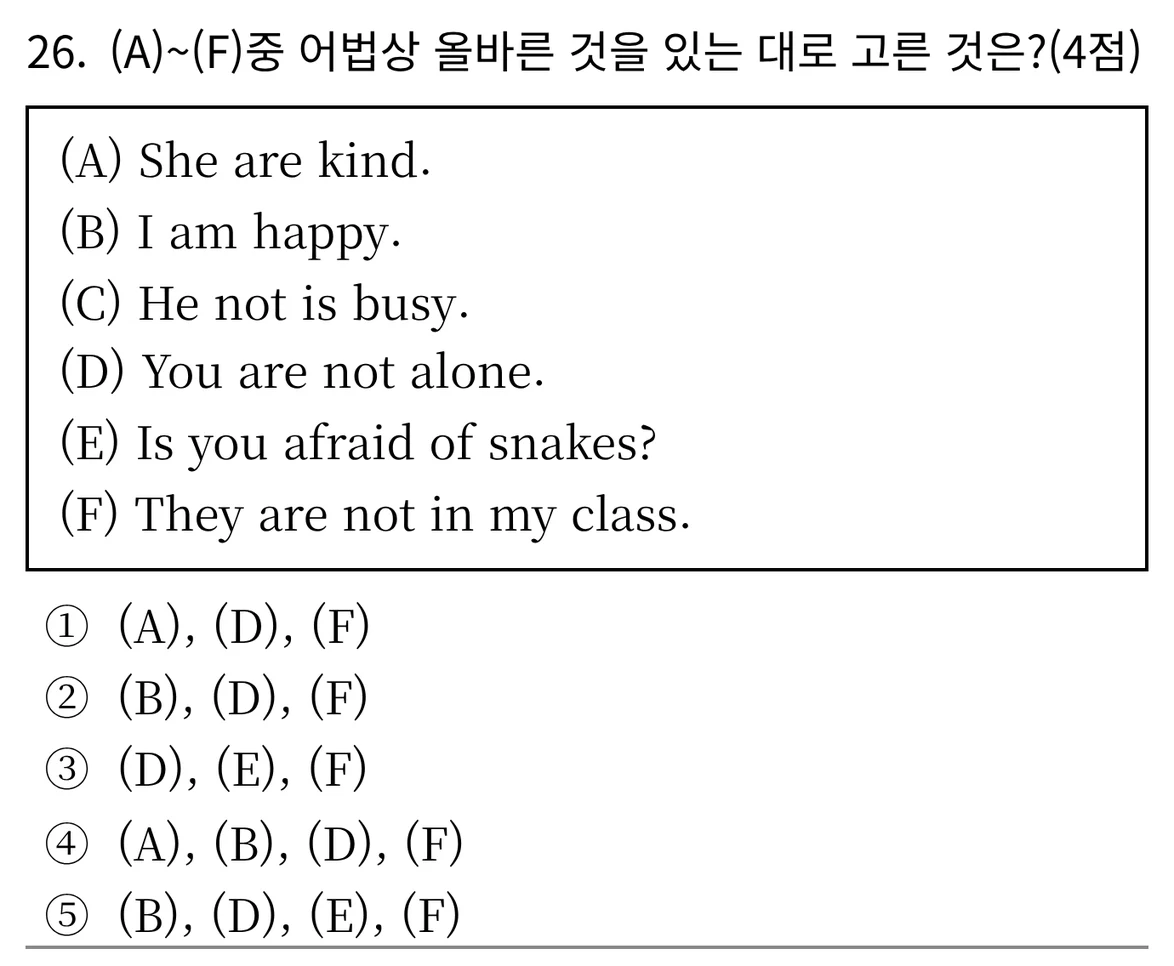 26. (A)~(F)중 어법상 올바른 것을 있는 대로 고른 것은?(4점)
(A) She are kind.
(B) I am happy.
(C) He not is busy.
(D) You are not alone.
(E) Is you afraid of snakes?
(F) They are not in my class.
① (A), (D), (F)
② (B), (D), (F)
③ (D), (E), (F)
④ (A), (B), (D), (F)
⑤ (B), (D), (E), (F)